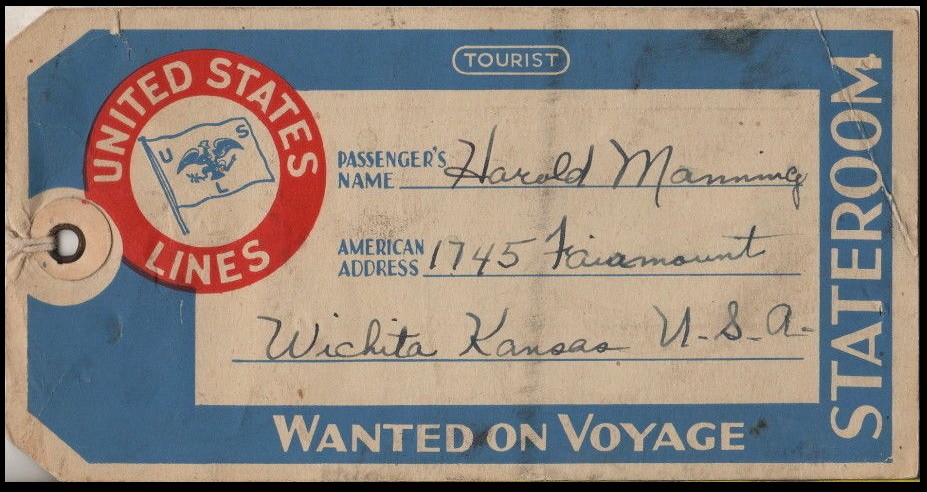 TOURIST
UNITED STATES
LINES
U S
L
PASSENGER'S
NAME Harold Manning
AMERICAN
ADDRESS 1745 Fairmount
Wichita Kansas U.S.A.
WANTED ON VOYAGE
STATEROOM